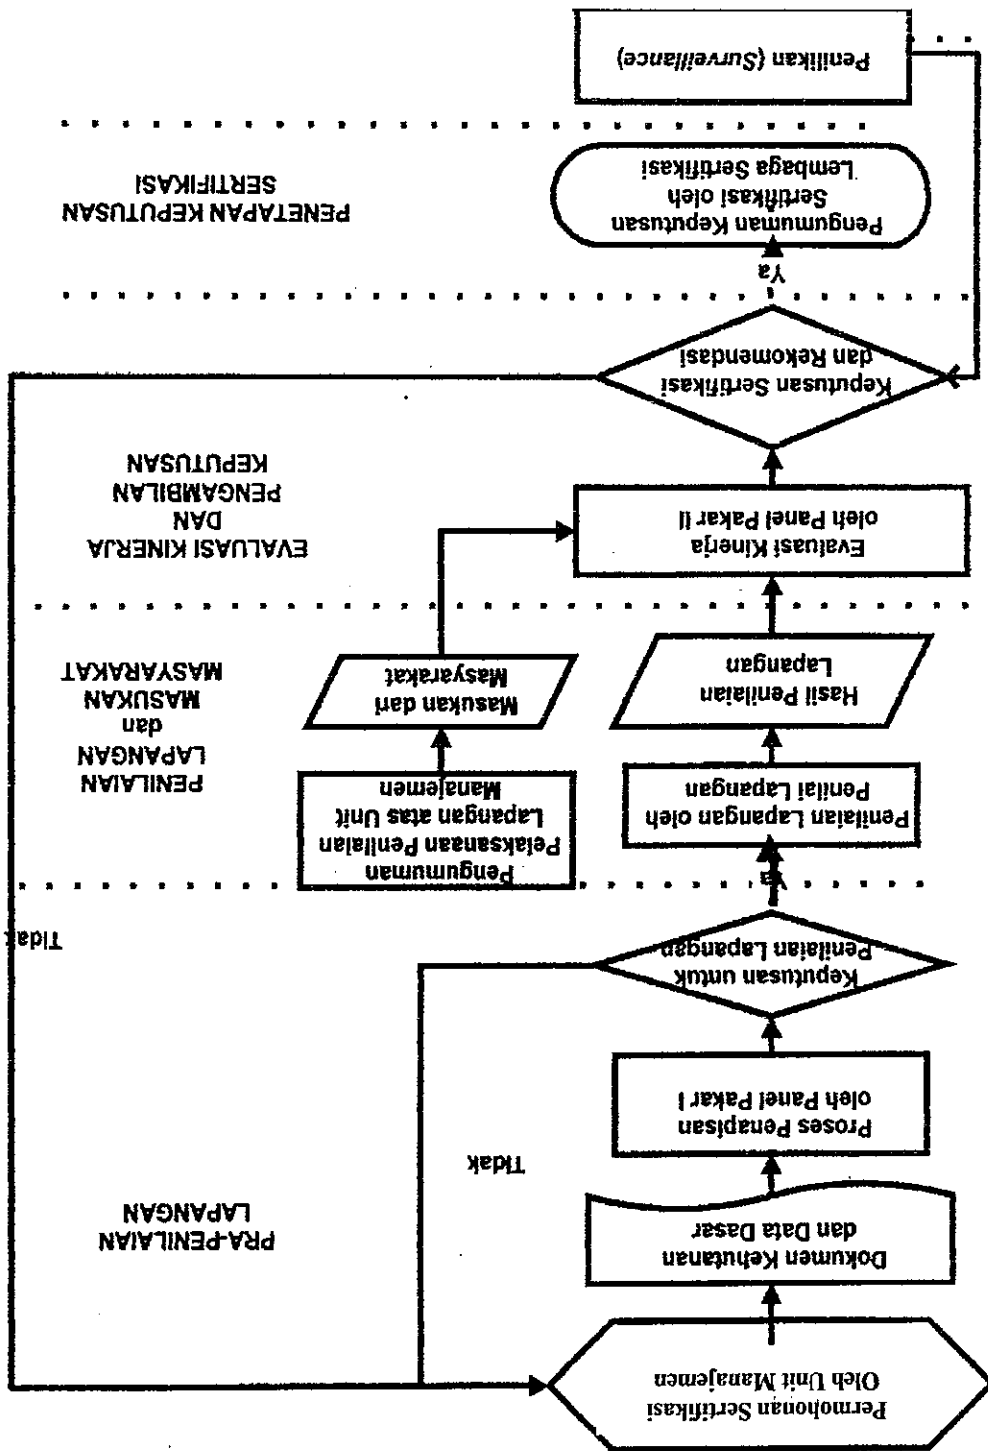 Permohonan Sertifikasi
Oleh Unit Manajemen
Dokumen Kehutanan
dan Data Dasar
PRA-PENILAIAN
LAPANGAN
Proses Penapisan
oleh Panel Pakar I
Tidak
Keputusan untuk
Penilaian Lapangan
Tidak
Ya
Penilaian Lapangan oleh
Penilai Lapangan
Pengumuman
Pelaksanaan Penilaian
Lapangan atas Unit
Manajemen
PENILAIAN
LAPANGAN
dan
MASUKAN
MASYARAKAT
Hasil Penilaian
Lapangan
Masukan dari
Masyarakat
Evaluasi Kinerja
oleh Panel Pakar II
EVALUASI KINERJA
DAN
PENGAMBILAN
KEPUTUSAN
Keputusan Sertifikasi
dan Rekomendasi
Ya
Pengumuman Keputusan
Sertifikasi oleh
Lembaga Sertifikasi
PENETAPAN KEPUTUSAN
SERTIFIKASI
Penilikan (Surveillance)